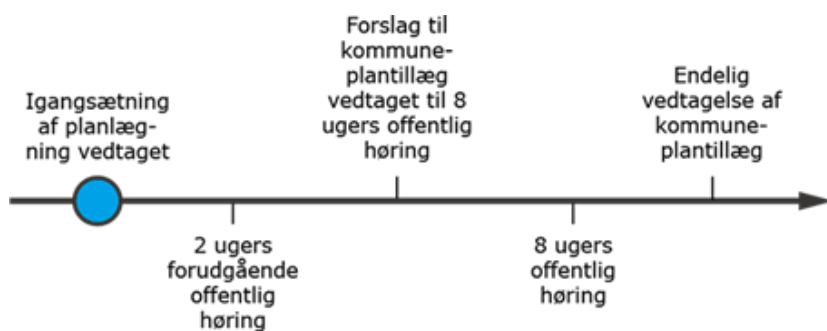 Igangsætning
af planlæg-
ning vedtaget
2 ugers
forudgående
offentlig
høring
Forslag til
kommune-
plantillæg
vedtaget til 8
ugers offentlig
høring
8 ugers
offentlig
høring
Endelig
vedtagelse af
kommune-
plantillæg